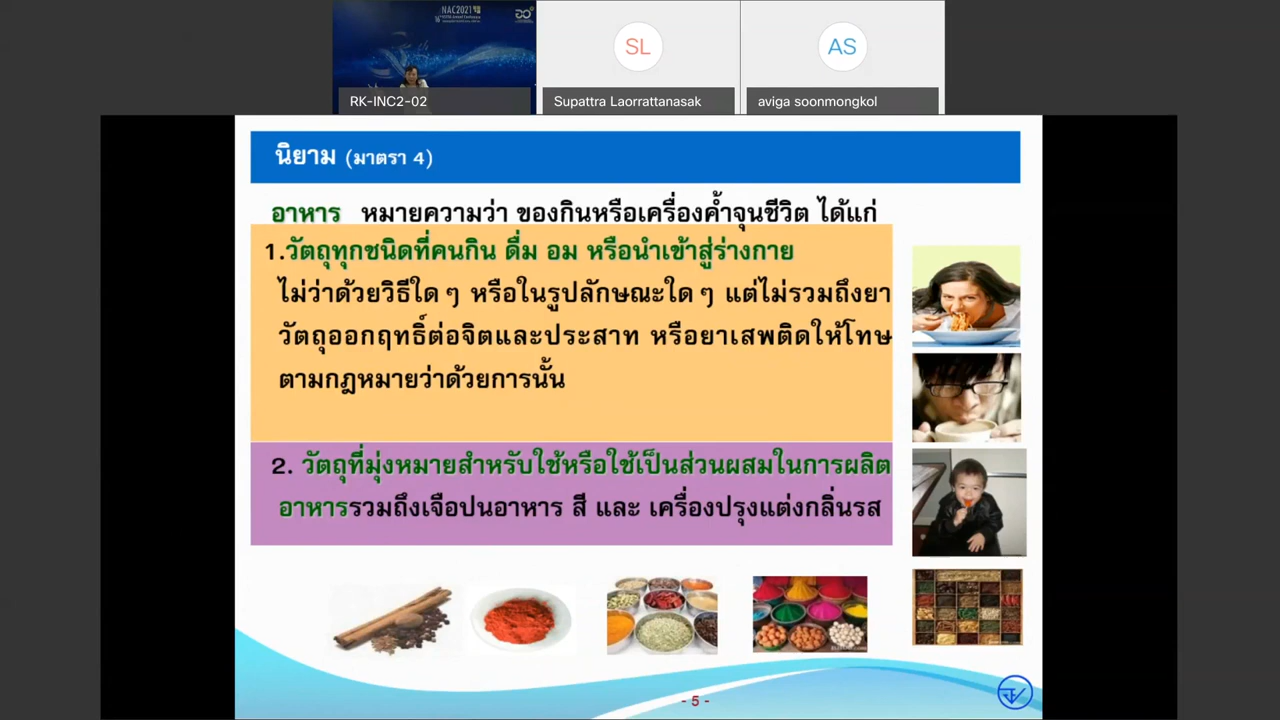 NAC2021
RK-INC2-02
SL
Supattra Laorrattanasak
AS
aviga soonmongkol
นิยาม (มาตรา 4)
อาหาร หมายความว่า ของกินหรือเครื่องค้ำจุนชีวิต ได้แก่
1.วัตถุทุกชนิดที่คนกิน ดื่ม อม หรือนำเข้าสู่ร่างกาย
ไม่ว่าด้วยวิธีใด ๆ หรือในรูปลักษณะใด ๆ แต่ไม่รวมถึงยา
วัตถุออกฤทธิ์ต่อจิตและประสาท หรือยาเสพติดให้โทษ
ตามกฎหมายว่าด้วยการนั้น
2. วัตถุที่มุ่งหมายสำหรับใช้หรือใช้เป็นส่วนผสมในการผลิต
อาหารรวมถึงเจือปนอาหาร สี และ เครื่องปรุงแต่งกลิ่นรส
- 5 -